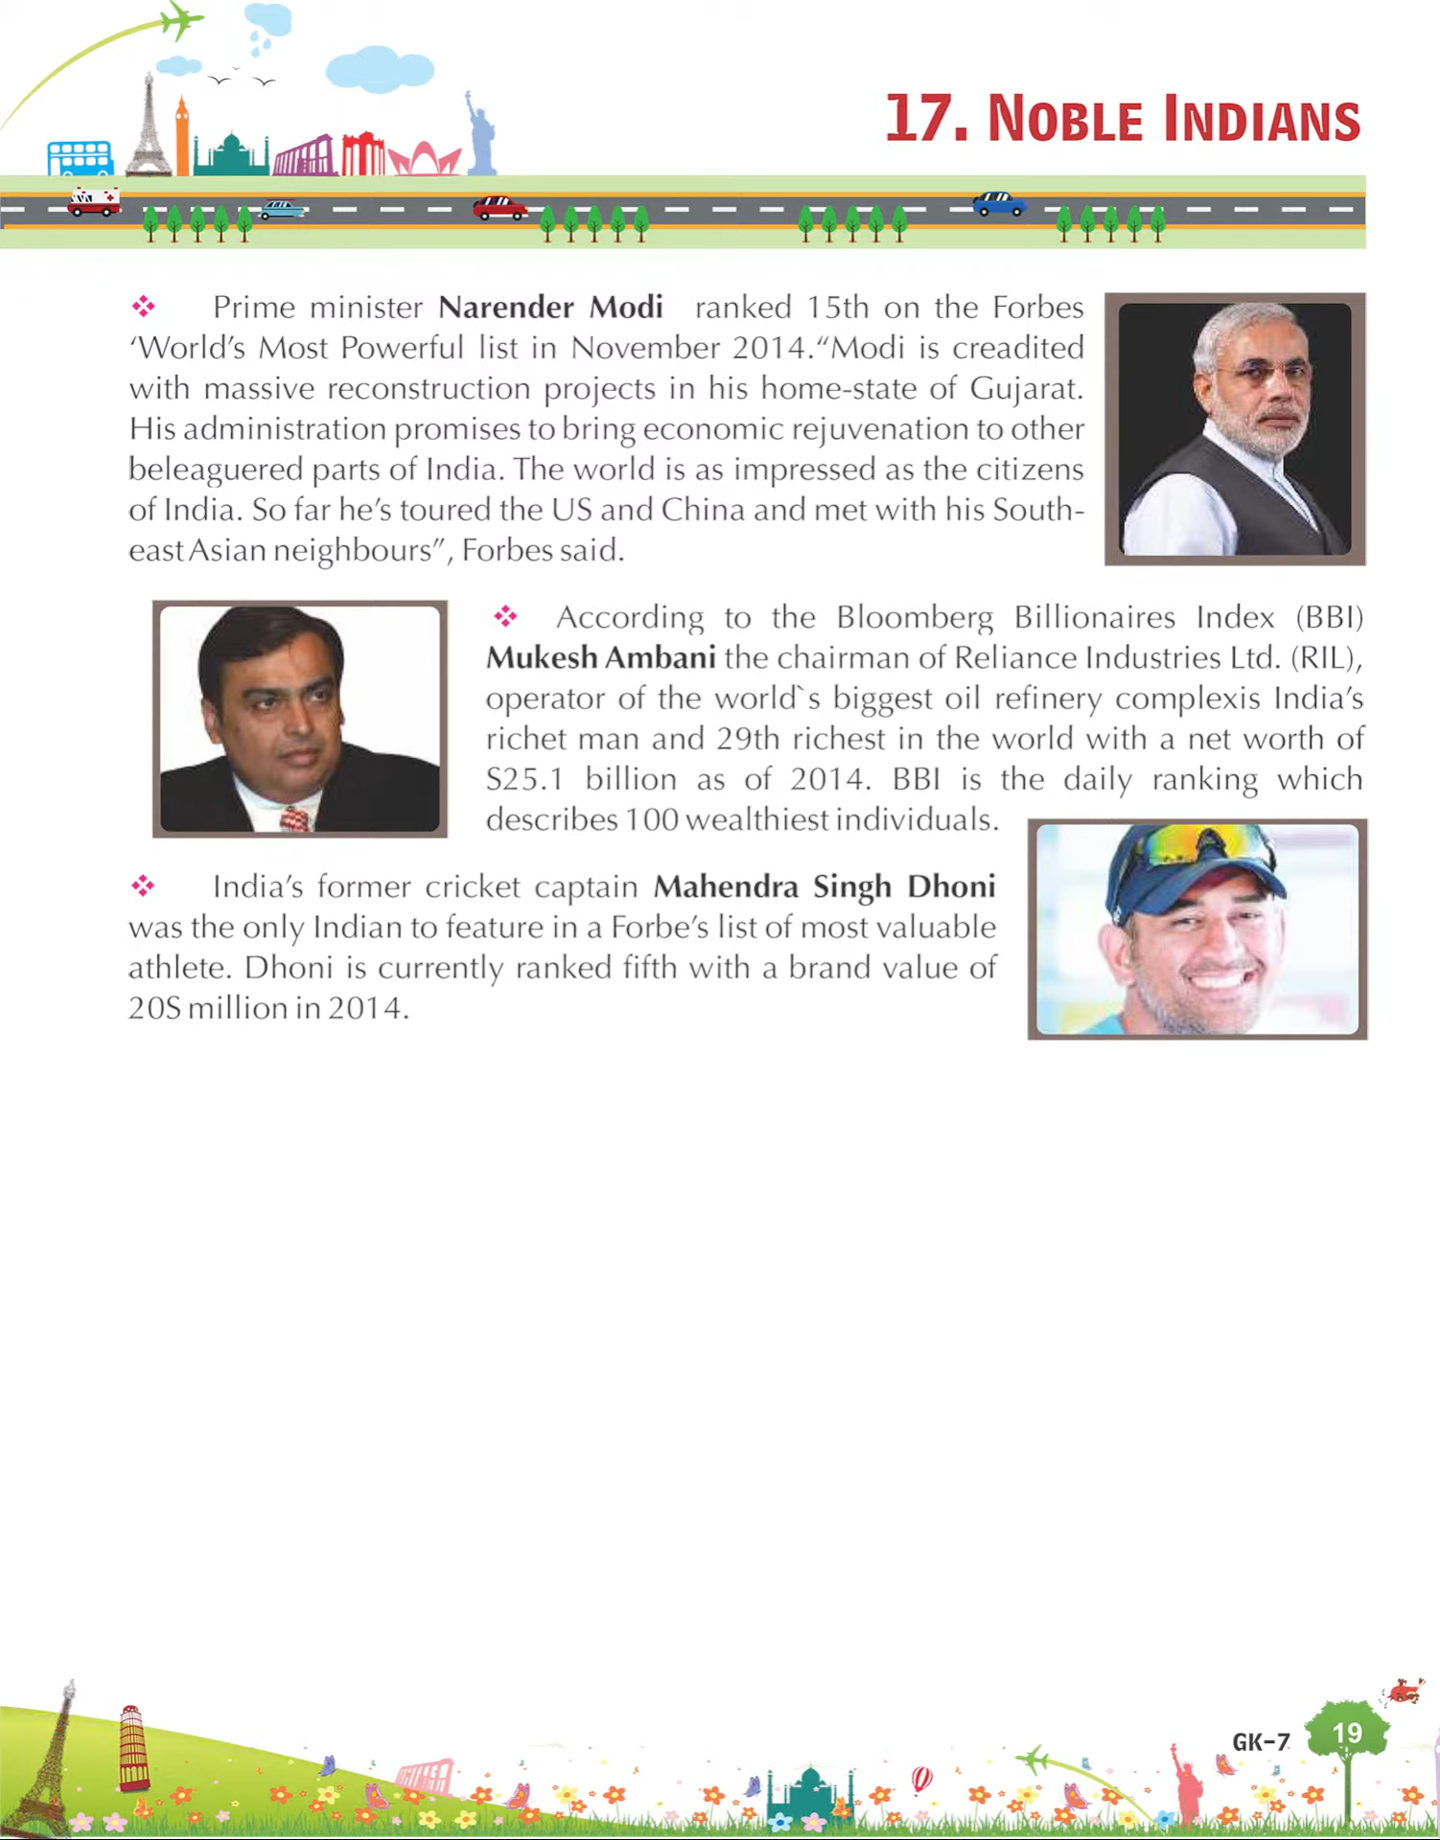 17. NOBLE INDIANS
❖ Prime minister Narender Modi ranked 15th on the Forbes
‘World’s Most Powerful list in November 2014.“Modi is creadited
with massive reconstruction projects in his home-state of Gujarat.
His administration promises to bring economic rejuvenation to other
beleaguered parts of India. The world is as impressed as the citizens
of India. So far he’s toured the US and China and met with his South-
east Asian neighbours”, Forbes said.
❖ According to the Bloomberg Billionaires Index (BBI)
Mukesh Ambani the chairman of Reliance Industries Ltd. (RIL),
operator of the world`s biggest oil refinery complexis India’s
richet man and 29th richest in the world with a net worth of
S25.1 billion as of 2014. BBI is the daily ranking which
describes 100 wealthiest individuals.
❖ India’s former cricket captain Mahendra Singh Dhoni
was the only Indian to feature in a Forbe’s list of most valuable
athlete. Dhoni is currently ranked fifth with a brand value of
20S million in 2014.
GK-7 19